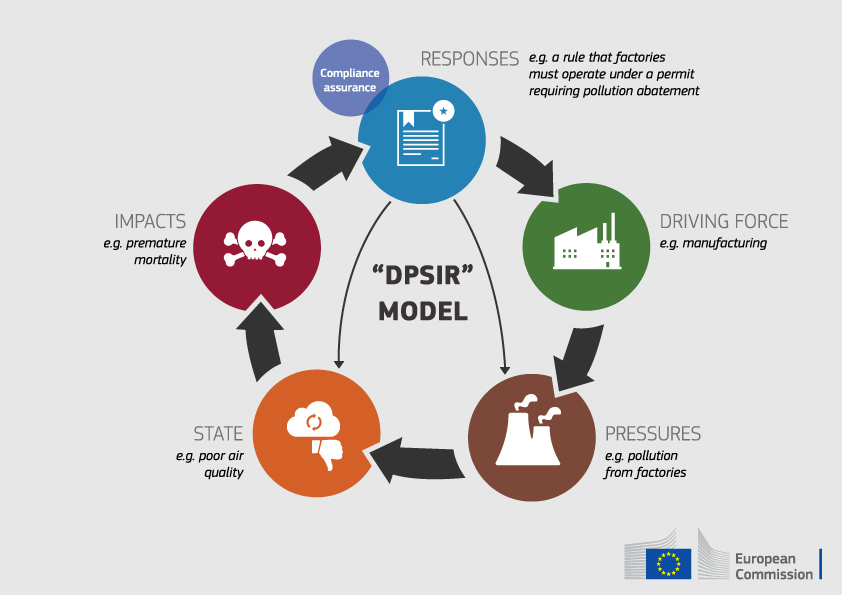 RESPONSES
e.g. a rule that factories
must operate under a permit
requiring pollution abatement
Compliance
assurance
IMPACTS
e.g. premature
mortality
DRIVING FORCE
e.g. manufacturing
“DPSIR”
MODEL
STATE
e.g. poor air
quality
PRESSURES
e.g. pollution
from factories
European
Commission